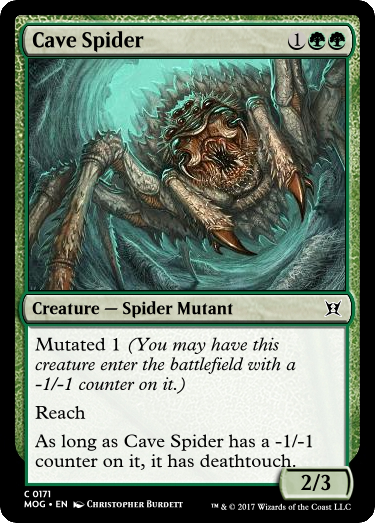 Cave Spider 1
Creature — Spider Mutant
Mutated 1 (You may have this
creature enter the battlefield with a
-1/-1 counter on it.)
Reach
As long as Cave Spider has a -1/-1
counter on it, it has deathtouch.
2/3
C 0171
MOG • EN Christopher Burdett
™ & © 2017 Wizards of the Coast LLC